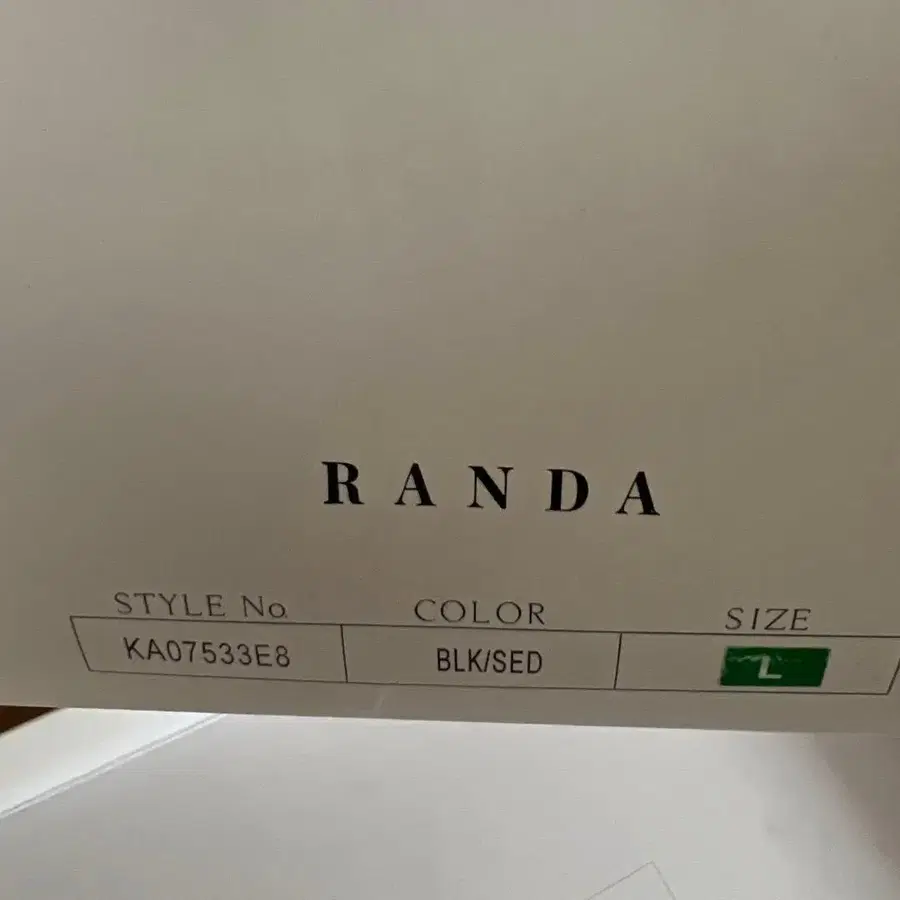 RANDA
STYLE No. COLOR SIZE
KA07533E8 BLK/SED L